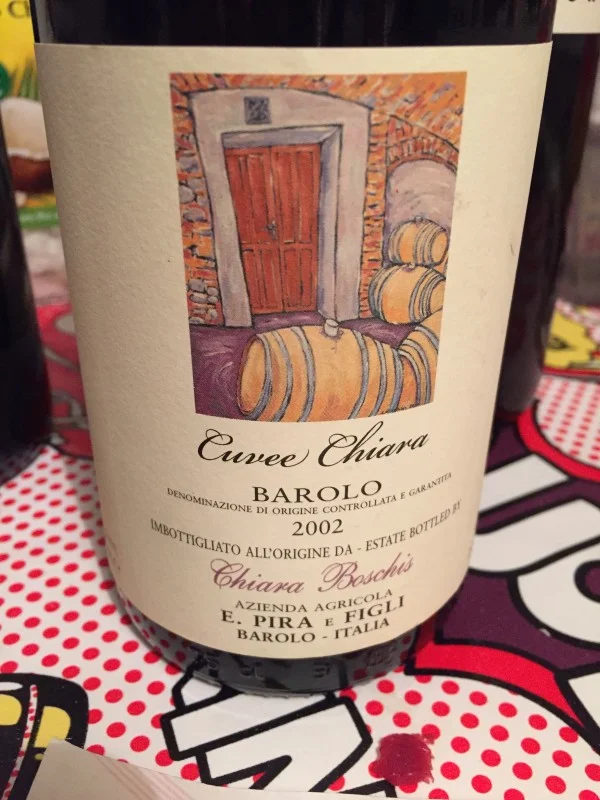 Cuvee Chiara
BAROLO
DENOMINAZIONE DI ORIGINE CONTROLLATA E GARANTITA
2002
IMBOTTIGLIATO ALL'ORIGINE DA - ESTATE BOTTLED BY
Chiara Boschis
AZIENDA AGRICOLA
E. PIRA E FIGLI
BAROLO - ITALIA